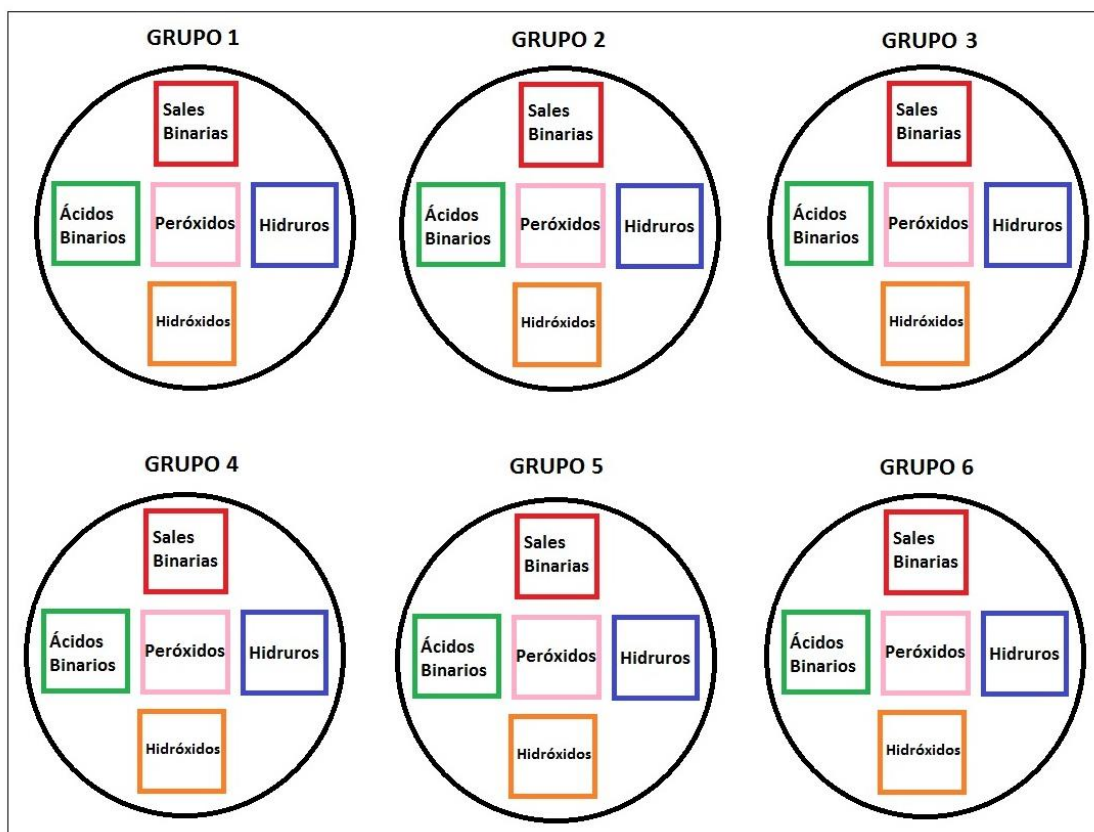 GRUPO 1
Sales
Binarias
Ácidos
Binarios
Peróxidos
Hidruros
Hidróxidos
GRUPO 2
Sales
Binarias
Ácidos
Binarios
Peróxidos
Hidruros
Hidróxidos
GRUPO 3
Sales
Binarias
Ácidos
Binarios
Peróxidos
Hidruros
Hidróxidos
GRUPO 4
Sales
Binarias
Ácidos
Binarios
Peróxidos
Hidruros
Hidróxidos
GRUPO 5
Sales
Binarias
Ácidos
Binarios
Peróxidos
Hidruros
Hidróxidos
GRUPO 6
Sales
Binarias
Ácidos
Binarios
Peróxidos
Hidruros
Hidróxidos